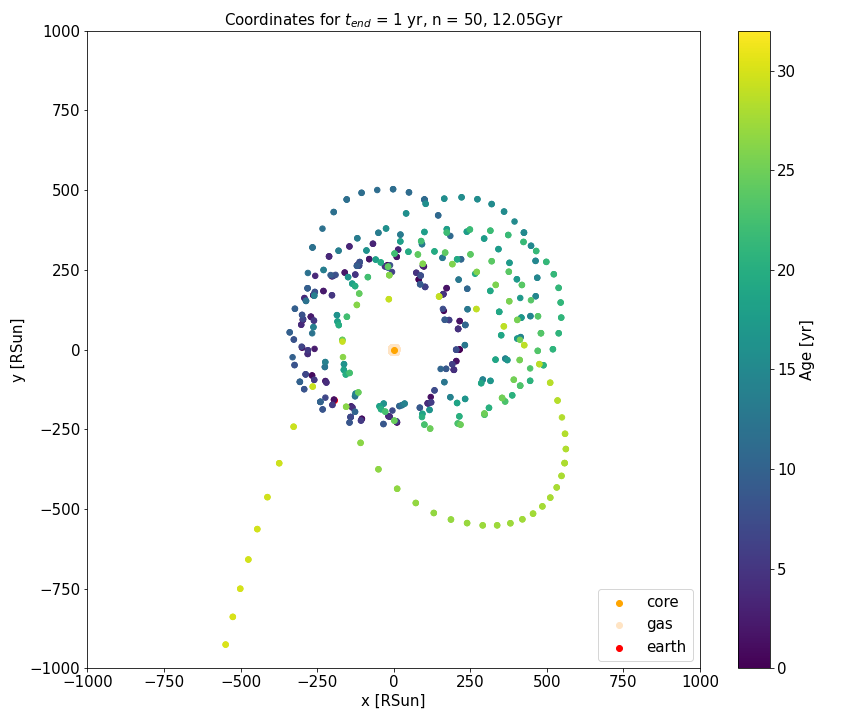 Coordinates for t_end = 1 yr, n = 50, 12.05Gyr
1000
750
500
250
0
−250
−500
−750
−1000
y [RSun]
−1000 −750 −500 −250 0 250 500 750 1000
x [RSun]
core
gas
earth
30
25
20
15
10
5
0
Age [yr]